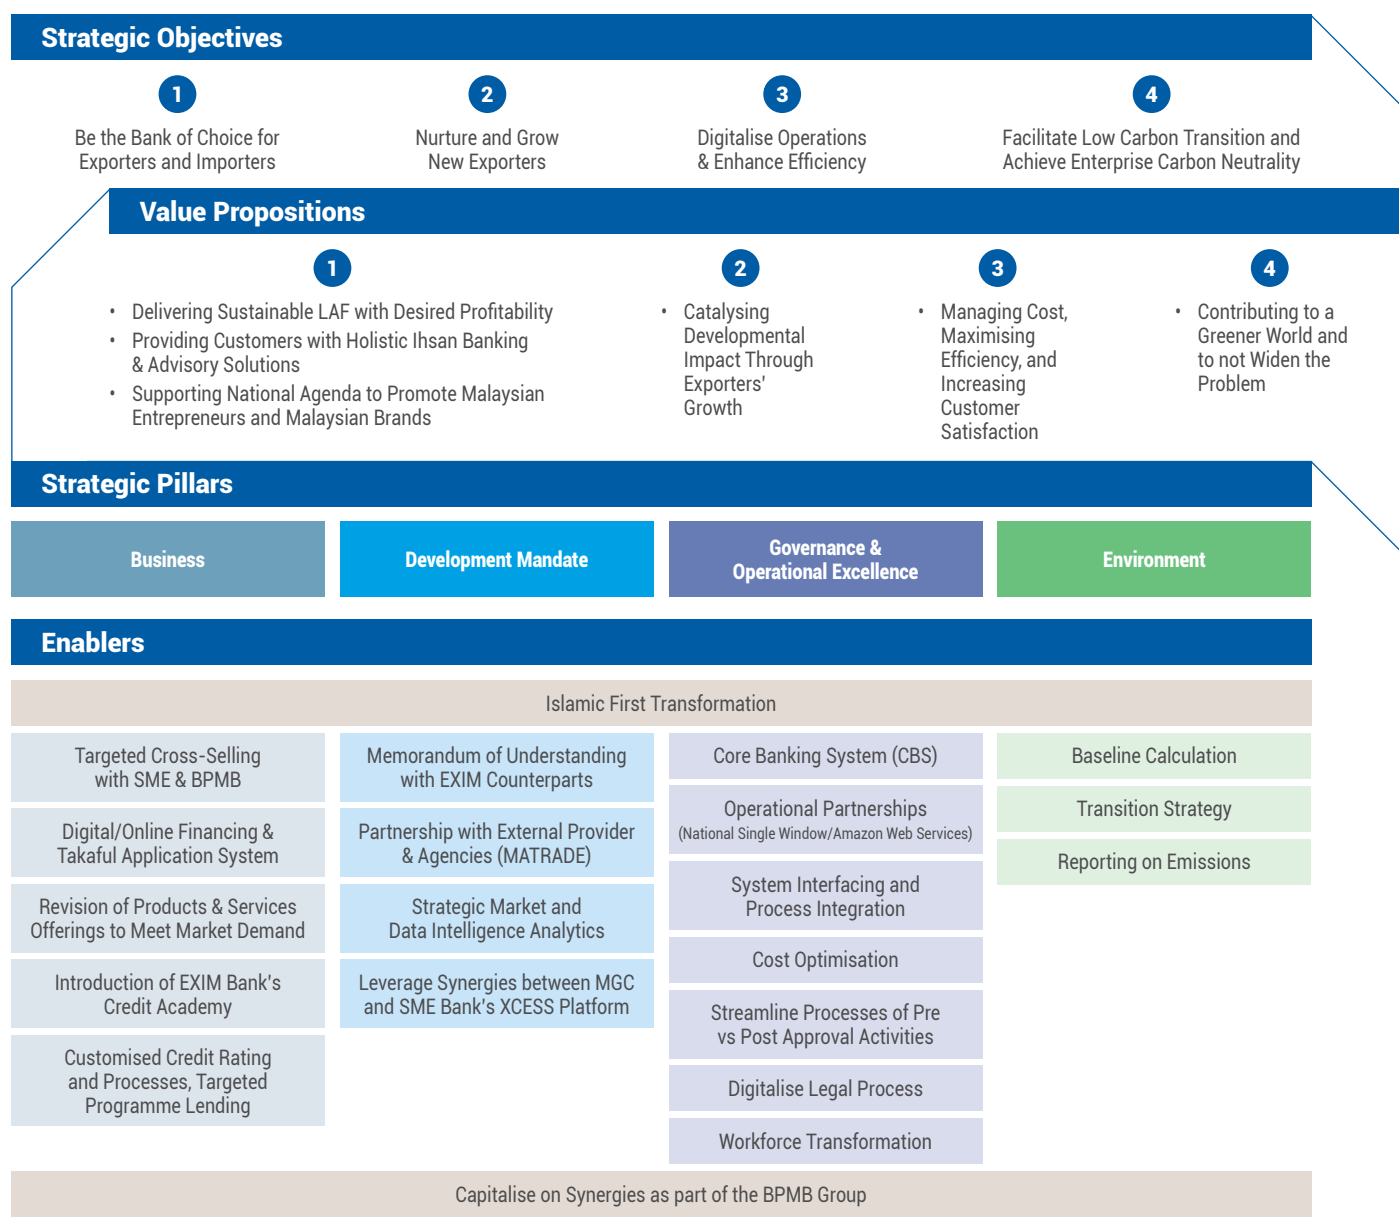 Strategic Objectives
1
Be the Bank of Choice for
Exporters and Importers
2
Nurture and Grow
New Exporters
3
Digitalise Operations
& Enhance Efficiency
4
Facilitate Low Carbon Transition and
Achieve Enterprise Carbon Neutrality
Value Propositions
1
• Delivering Sustainable LAF with Desired Profitability
• Providing Customers with Holistic Ihsan Banking
& Advisory Solutions
• Supporting National Agenda to Promote Malaysian
Entrepreneurs and Malaysian Brands
2
• Catalysing
Developmental
Impact Through
Exporters'
Growth
3
• Managing Cost,
Maximising
Efficiency, and
Increasing
Customer
Satisfaction
4
• Contributing to a
Greener World and
to not Widen the
Problem
Strategic Pillars
Business
Development Mandate
Governance &
Operational Excellence
Environment
Enablers
Islamic First Transformation
Targeted Cross-Selling
with SME & BPMB
Digital/Online Financing &
Takaful Application System
Revision of Products & Services
Offerings to Meet Market Demand
Introduction of EXIM Bank's
Credit Academy
Customised Credit Rating
and Processes, Targeted
Programme Lending
Memorandum of Understanding
with EXIM Counterparts
Partnership with External Provider
& Agencies (MATRADE)
Strategic Market and
Data Intelligence Analytics
Leverage Synergies between MGC
and SME Bank's XCESS Platform
Core Banking System (CBS)
Operational Partnerships
(National Single Window/Amazon Web Services)
System Interfacing and
Process Integration
Cost Optimisation
Streamline Processes of Pre
vs Post Approval Activities
Digitalise Legal Process
Workforce Transformation
Baseline Calculation
Transition Strategy
Reporting on Emissions
Capitalise on Synergies as part of the BPMB Group